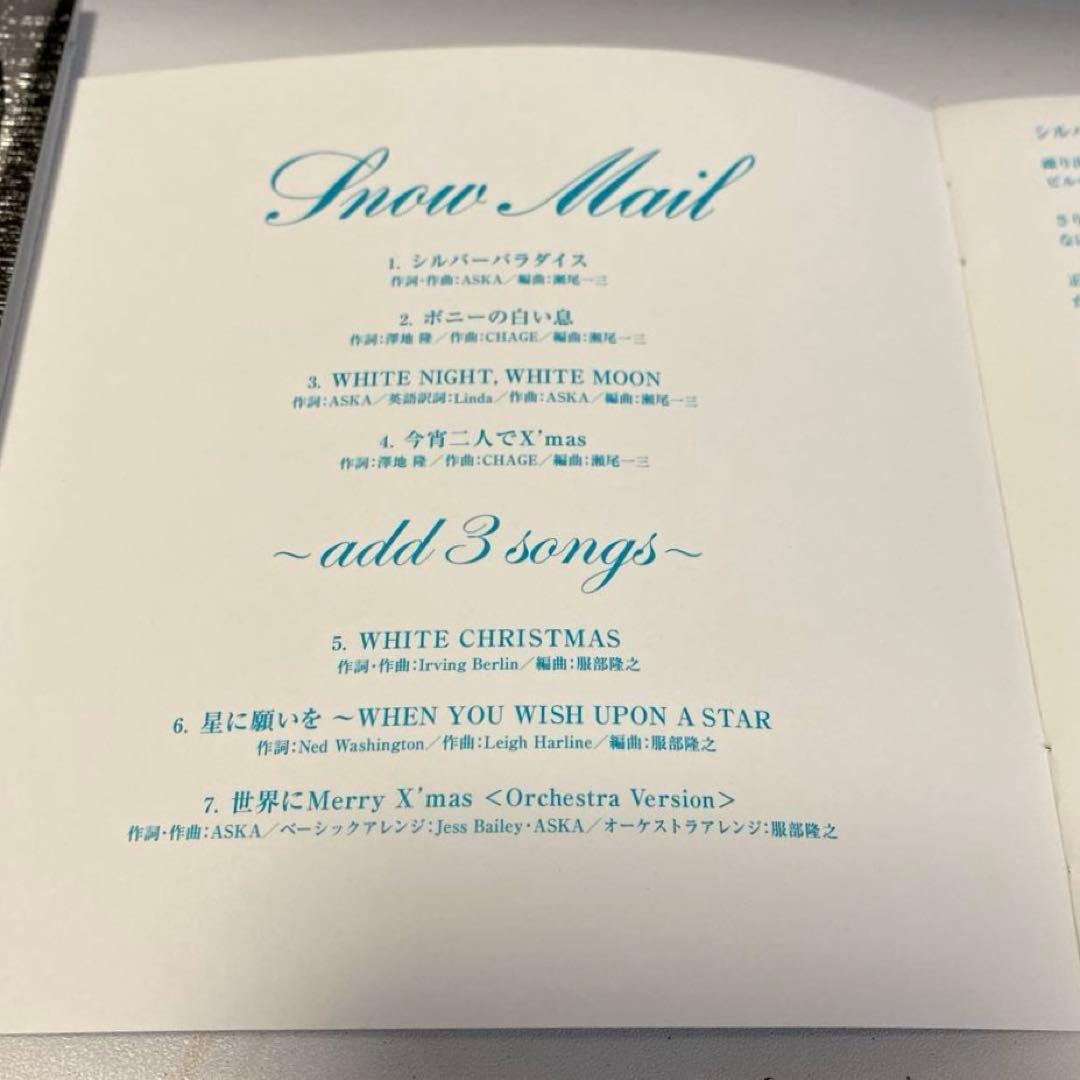 Snow Mail
1. シルバーパラダイス
作詞・作曲：ASKA／編曲：瀬尾一三
2. ボニーの白い息
作詞：澤地 隆／作曲：CHAGE／編曲：瀬尾一三
3. WHITE NIGHT, WHITE MOON
作詞：ASKA／英語訳詞：Linda／作曲：ASKA／編曲：瀬尾一三
4. 今宵二人でX'mas
作詞：澤地 隆／作曲：CHAGE／編曲：瀬尾一三
～add 3 songs～
5. WHITE CHRISTMAS
作詞・作曲：Irving Berlin／編曲：服部隆之
6. 星に願いを ～WHEN YOU WISH UPON A STAR
作詞：Ned Washington／作曲：Leigh Harline／編曲：服部隆之
7. 世界にMerry X'mas ＜Orchestra Version＞
作詞・作曲：ASKA／ベーシックアレンジ：Jess Bailey・ASKA／オーケストラアレンジ：服部隆之